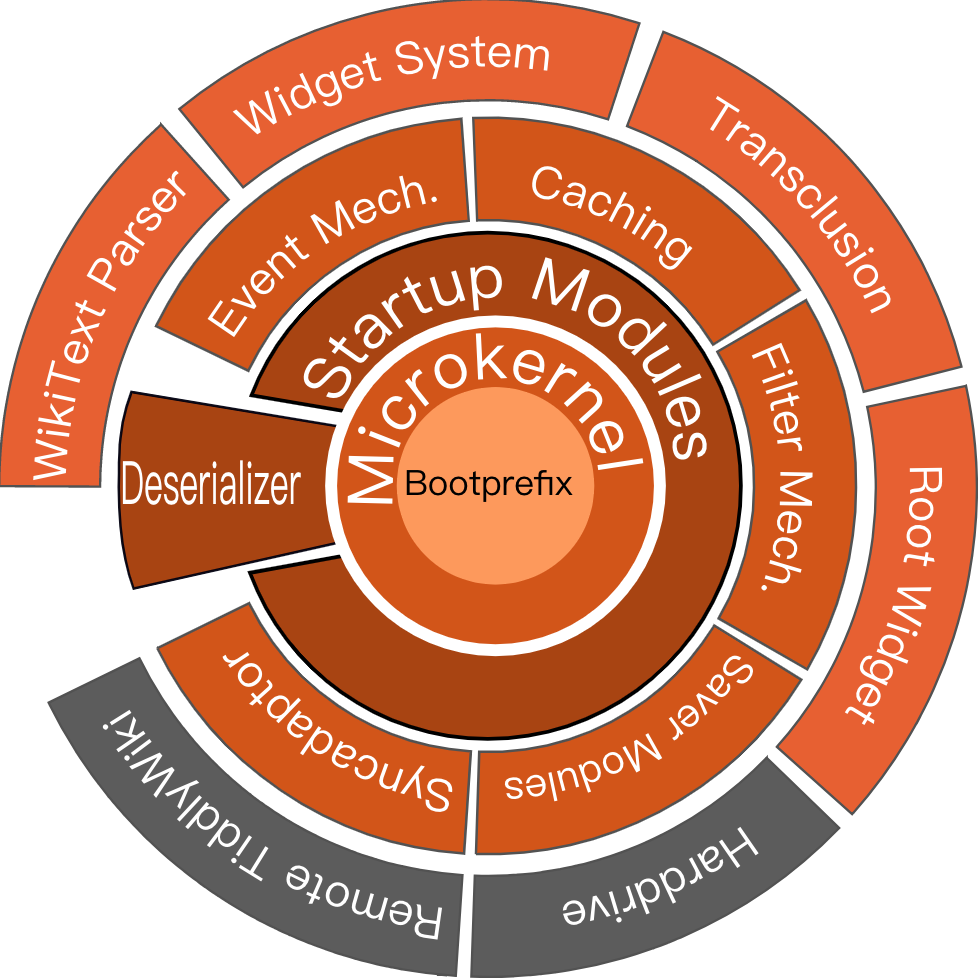 WikiText Parser
Widget System
Transclusion
Root Widget
Harddrive
Remote TiddlyWiki
Event Mech.
Caching
Filter Mech.
Saver Modules
Syncadaptor
Deserializer
Startup Modules
Microkernel
Bootprefix